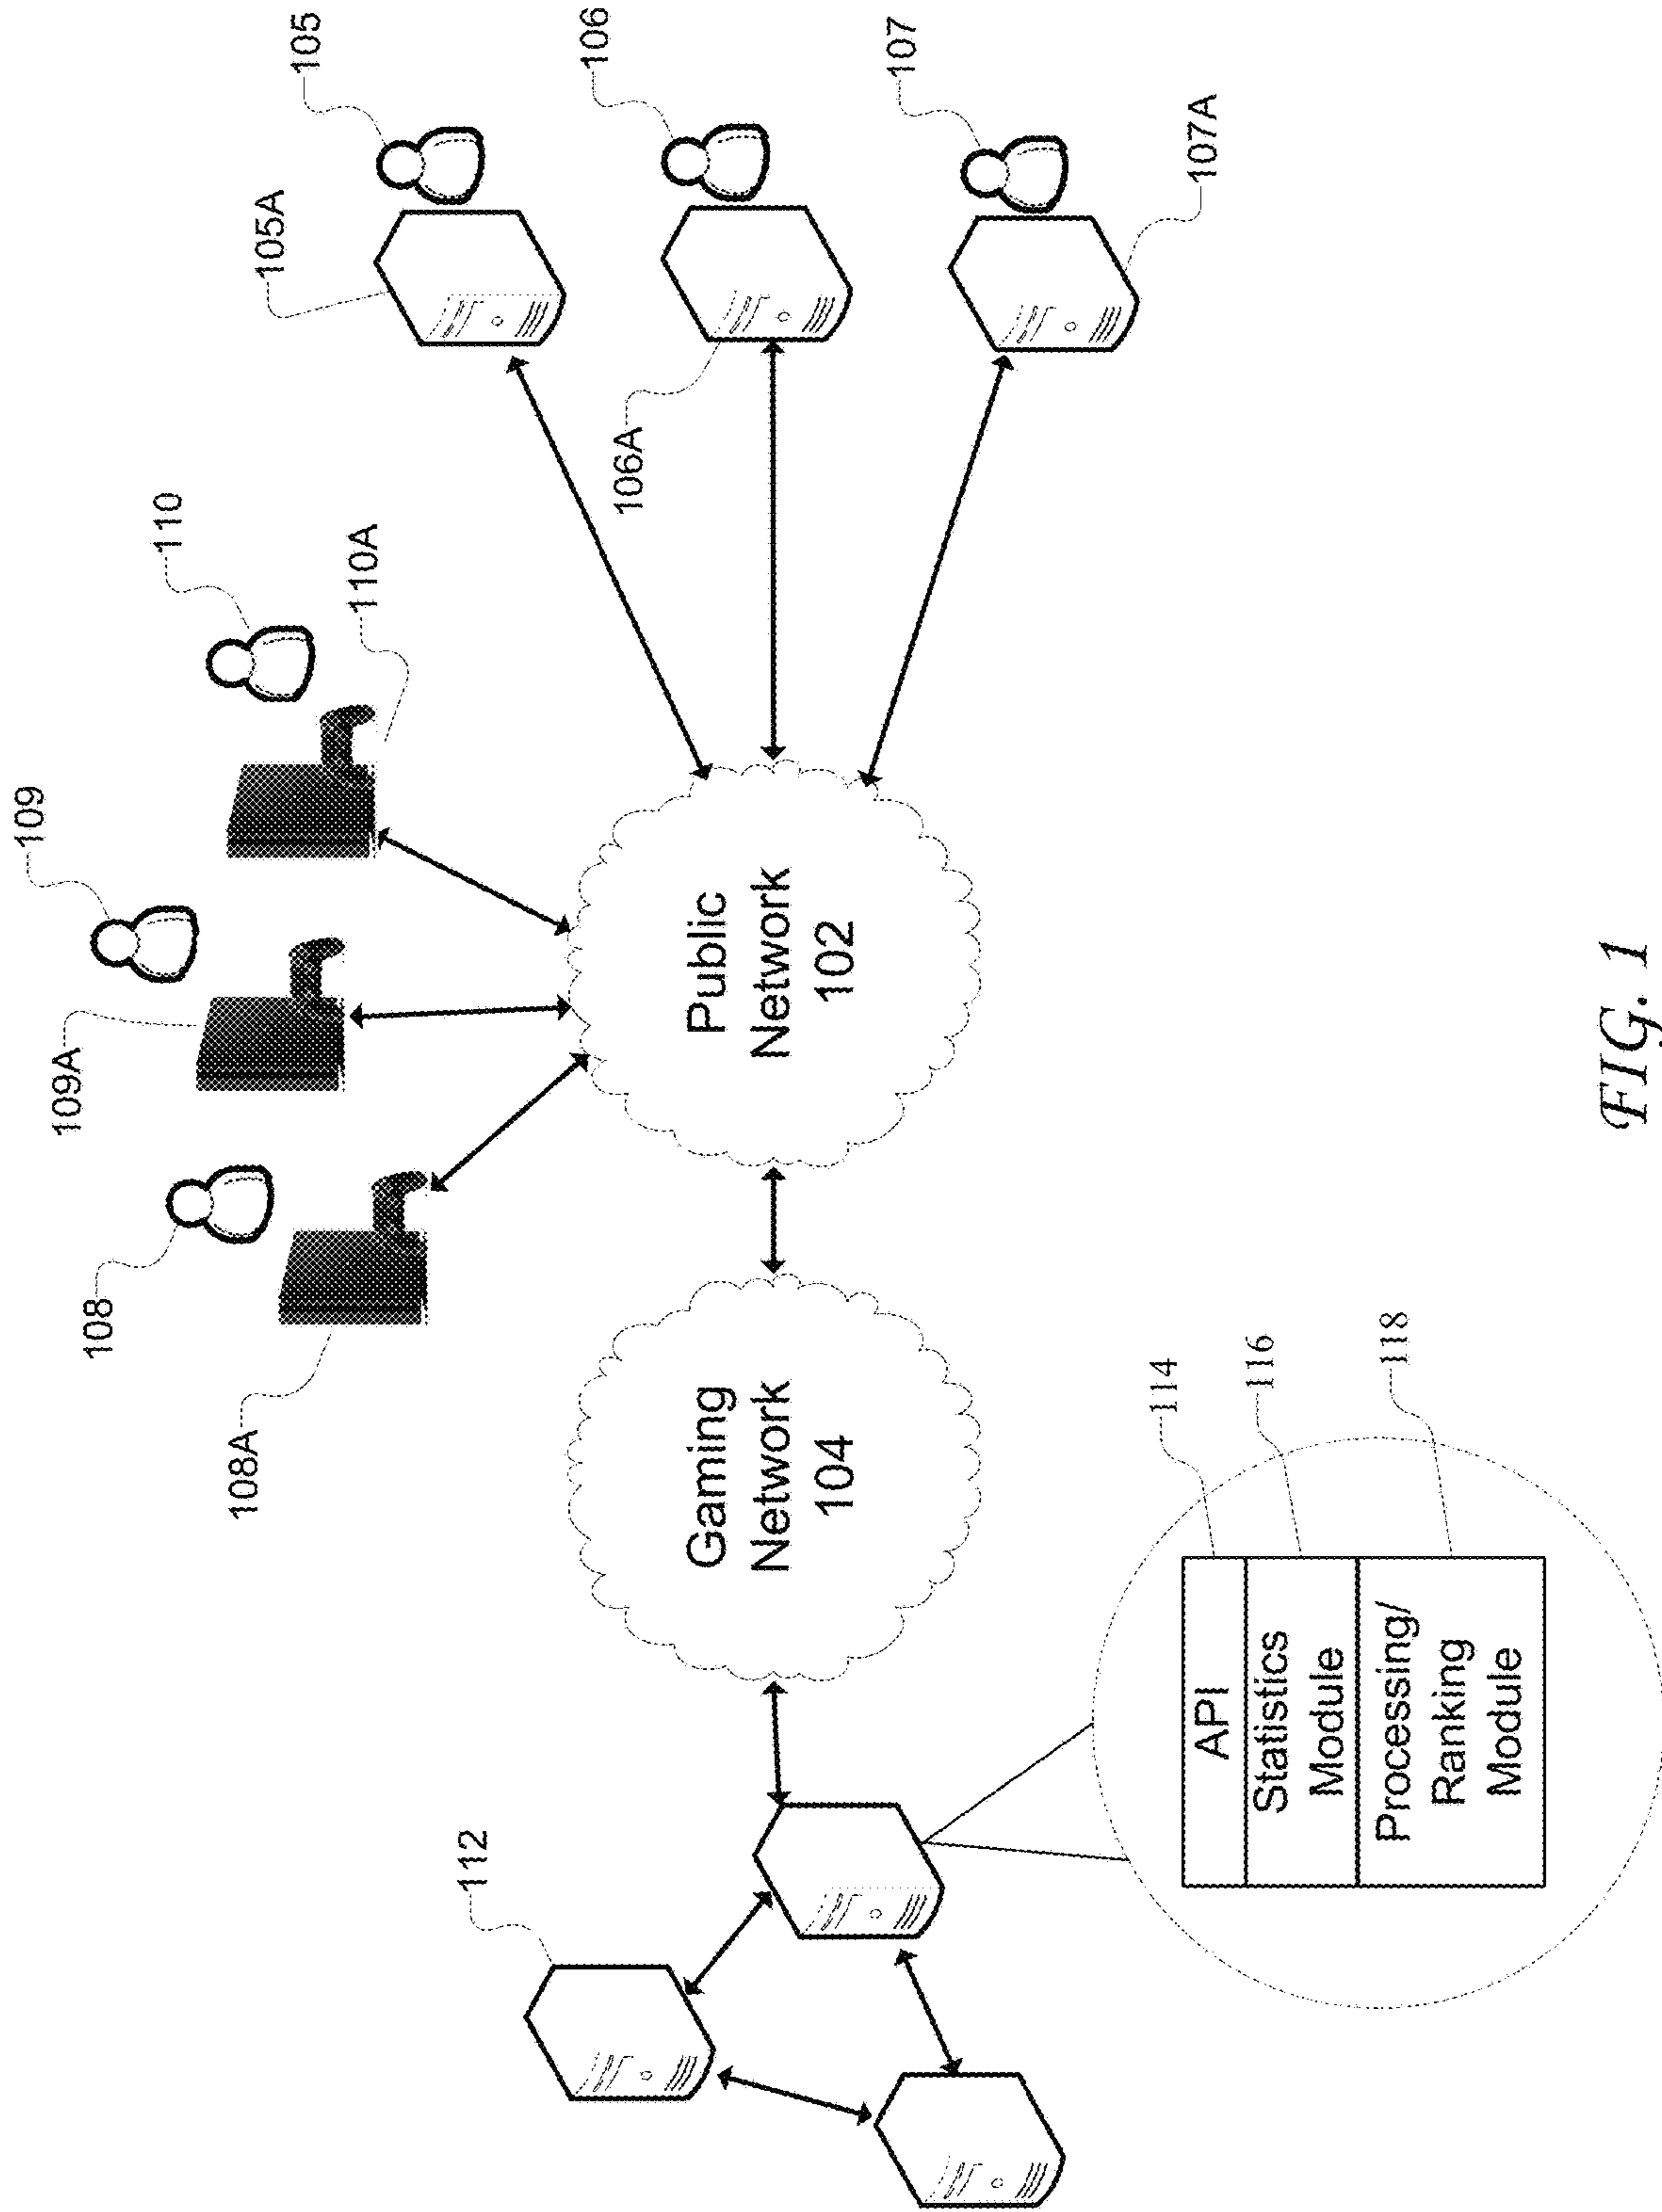 109
110
105
106
107
108
109A
110A
105A
108A
106A
107A
112
Gaming
Network
104
Public
Network
102
API
Statistics
Module
Processing/
Ranking
Module
114
116
118
FIG. 1